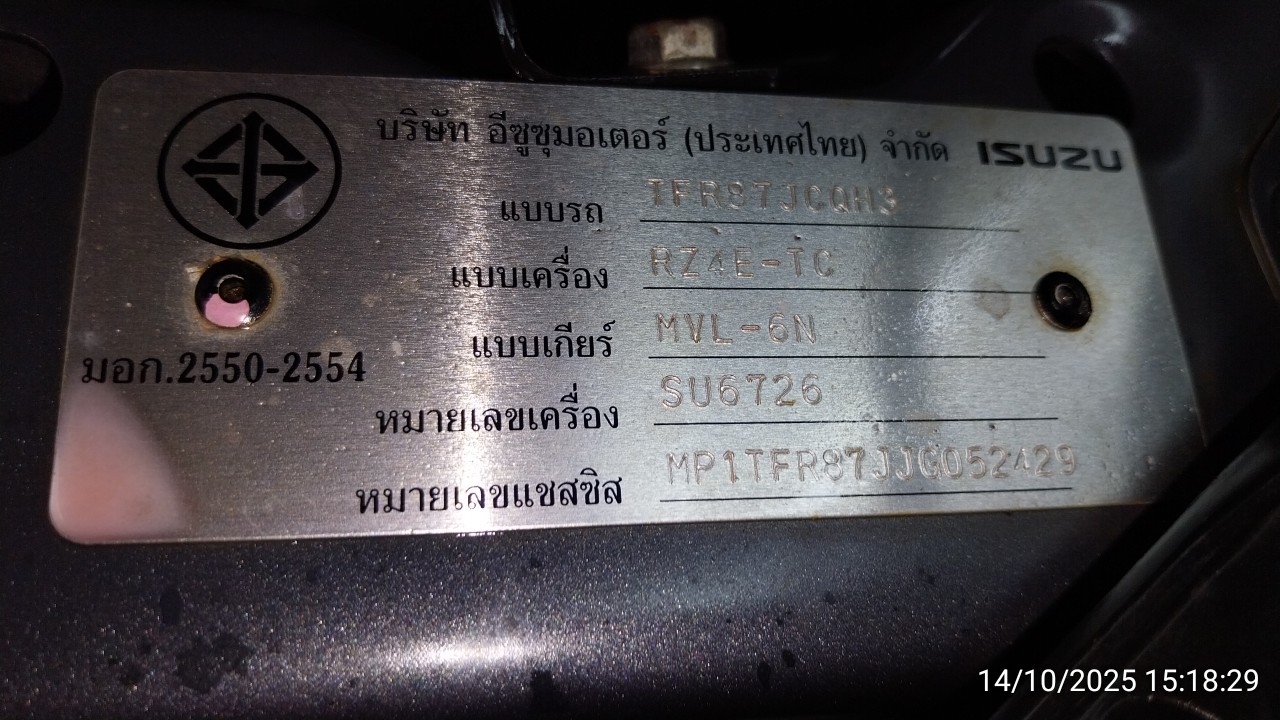 บริษัท อีซูซุมอเตอร์ (ประเทศไทย) จำกัด ISUZU
แบบรถ TFR87JCQH3
แบบเครื่อง RZ4E-TC
แบบเกียร์ MVL-6N
มอก.2550-2554
หมายเลขเครื่อง SU6726
หมายเลขแชสซิส MP1TFR87JJG052429
14/10/2025 15:18:29